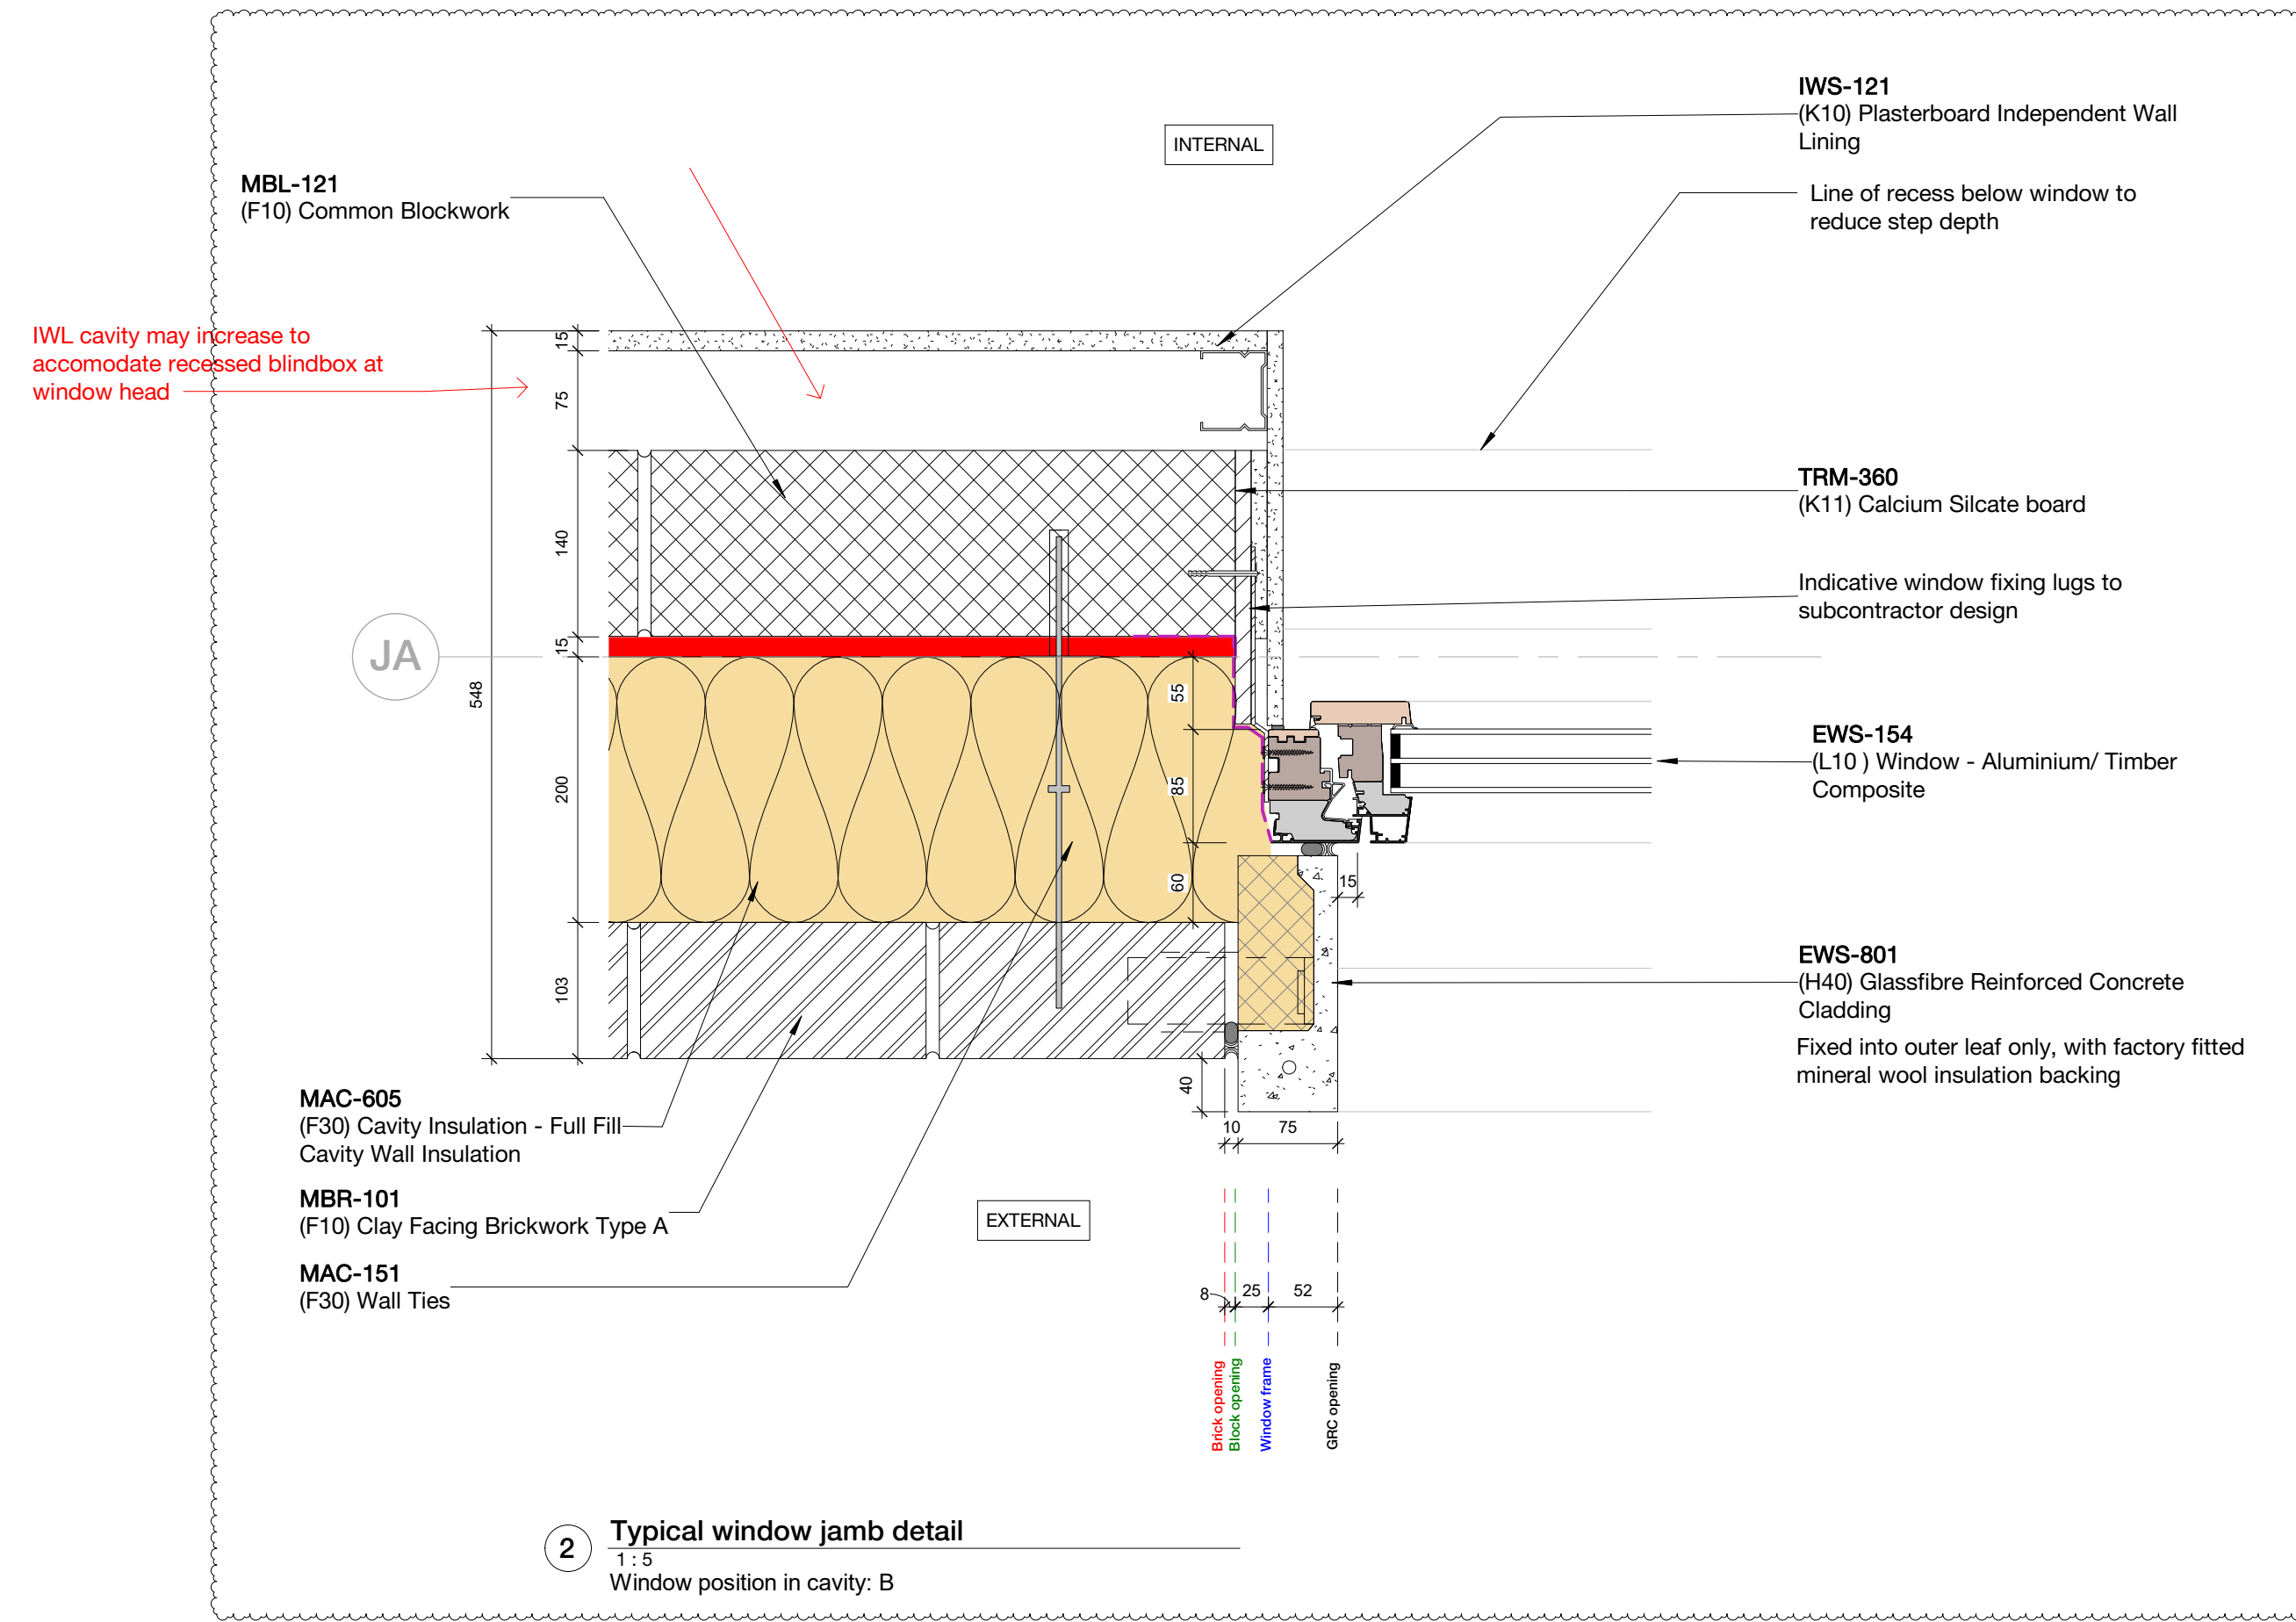 INTERNAL
IWS-121
(K10) Plasterboard Independent Wall
Lining
Line of recess below window to
reduce step depth
MBL-121
(F10) Common Blockwork
IWL cavity may increase to
accomodate recessed blindbox at
window head
15
75
140
15
200
103
548
JA
55
85
60
15
40
10
75
TRM-360
(K11) Calcium Silcate board
Indicative window fixing lugs to
subcontractor design
EWS-154
(L10 ) Window - Aluminium/ Timber
Composite
EWS-801
(H40) Glassfibre Reinforced Concrete
Cladding
Fixed into outer leaf only, with factory fitted
mineral wool insulation backing
MAC-605
(F30) Cavity Insulation - Full Fill
Cavity Wall Insulation
MBR-101
(F10) Clay Facing Brickwork Type A
MAC-151
(F30) Wall Ties
EXTERNAL
8
25
52
Brick opening
Block opening
Window frame
GRC opening
2
Typical window jamb detail
1 : 5
Window position in cavity: B